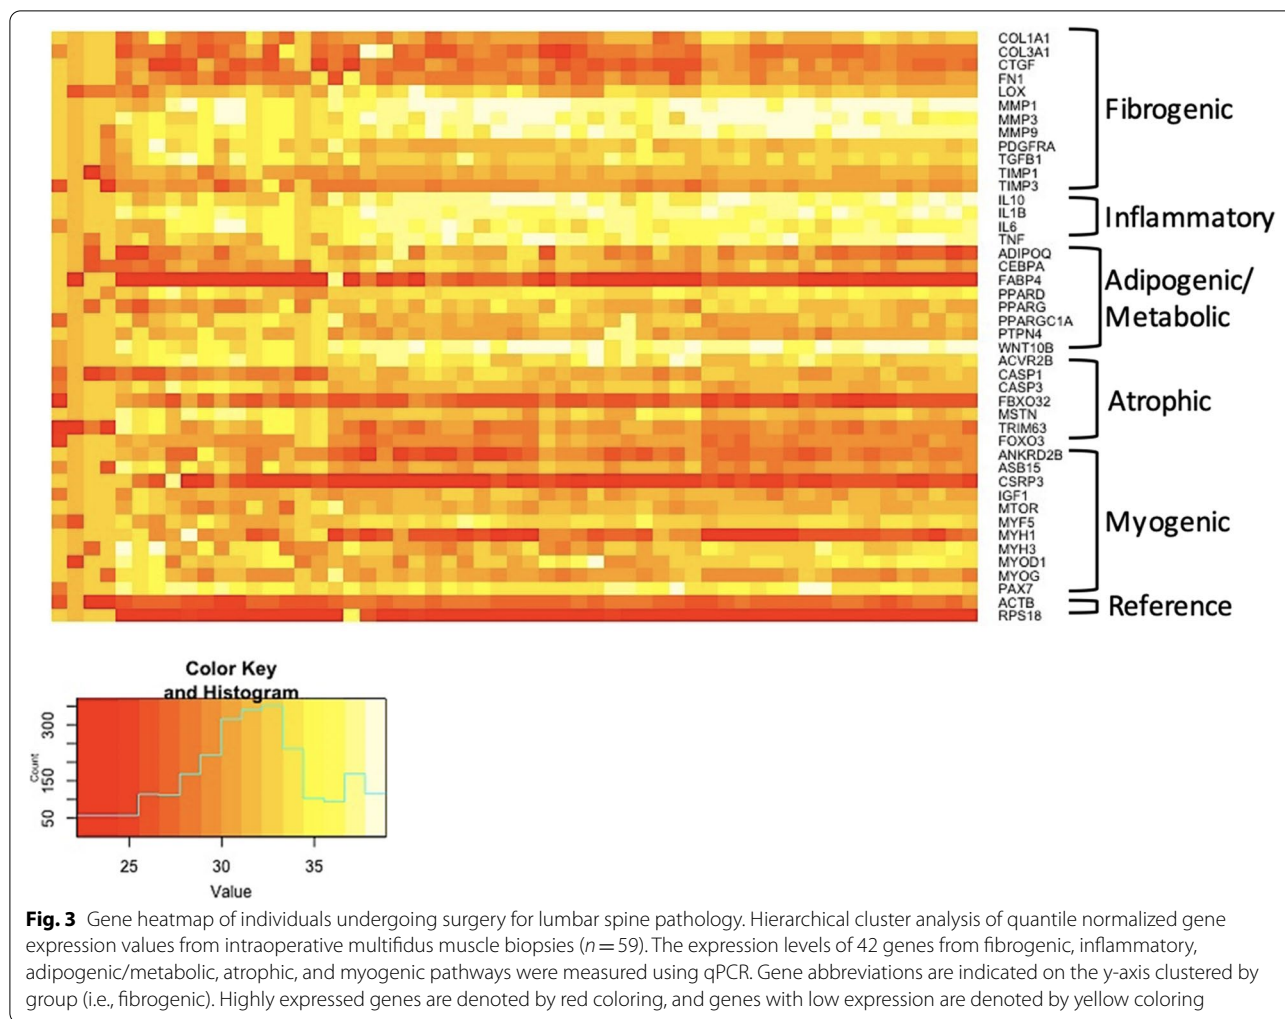 COL1A1
COL3A1
CTGF
FN1
LOX
MMP1
MMP3
MMP9
PDGFRA
TGFB1
TIMP1
TIMP3
Fibrogenic
IL10
IL1B
IL6
TNF
Inflammatory
ADIPOQ
CEBPA
FABP4
PPARD
PPARG
PPARGC1A
PTPN4
WNT10B
Adipogenic/
Metabolic
ACVR2B
CASP1
CASP3
FBXO32
MSTN
TRIM63
FOXO3
Atrophic
ANKRD2B
ASB15
CSRP3
IGF1
MTOR
MYF5
MYH1
MYH3
MYOD1
MYOG
PAX7
Myogenic
ACTB
RPS18
Reference
Color Key
and Histogram
Count
50 150 300
25 30 35
Value
Fig. 3 Gene heatmap of individuals undergoing surgery for lumbar spine pathology. Hierarchical cluster analysis of quantile normalized gene
expression values from intraoperative multifidus muscle biopsies (n = 59). The expression levels of 42 genes from fibrogenic, inflammatory,
adipogenic/metabolic, atrophic, and myogenic pathways were measured using qPCR. Gene abbreviations are indicated on the y-axis clustered by
group (i.e., fibrogenic). Highly expressed genes are denoted by red coloring, and genes with low expression are denoted by yellow coloring